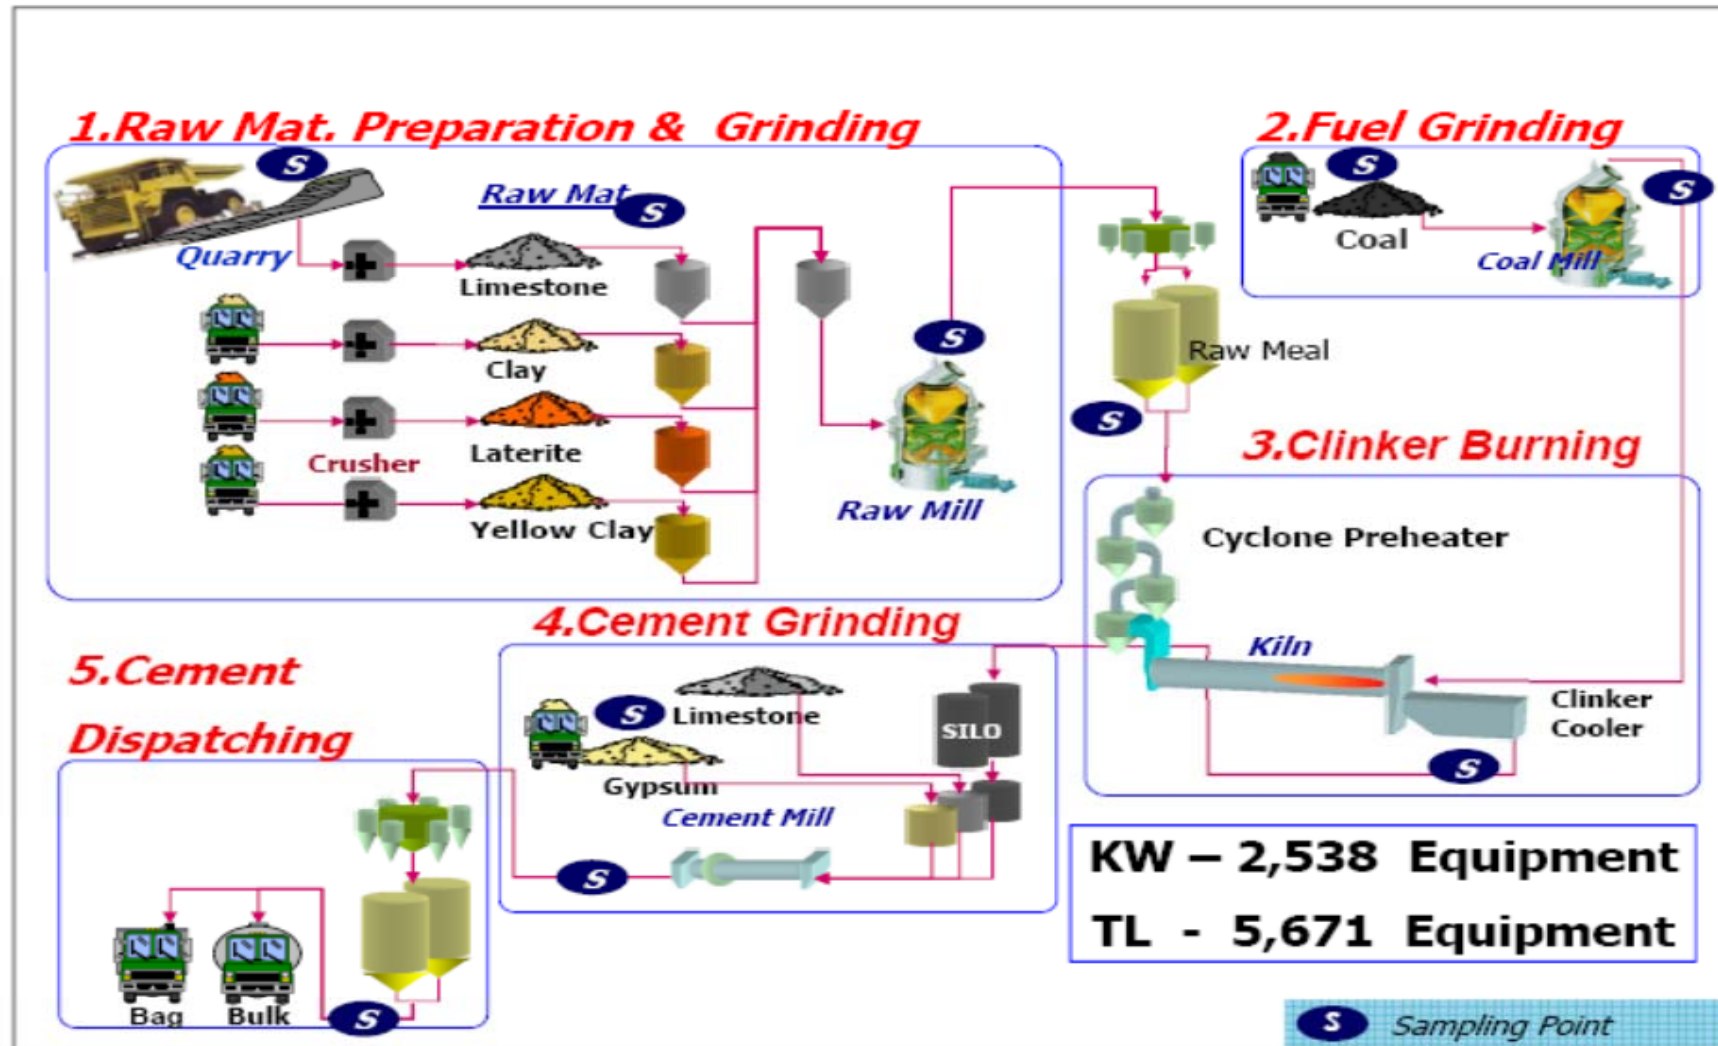 1.Raw Mat. Preparation & Grinding
S
Raw Mat.
S
Quarry
Limestone
Clay
Laterite
Crusher
Yellow Clay
S
Raw Mill
2.Fuel Grinding
S
S
Coal
Coal Mill
Raw Meal
S
3.Clinker Burning
Cyclone Preheater
Kiln
Clinker
Cooler
S
4.Cement Grinding
S
Limestone
SILO
Gypsum
Cement Mill
S
5.Cement
Dispatching
Bag
Bulk
S
KW – 2,538 Equipment
TL - 5,671 Equipment
S Sampling Point